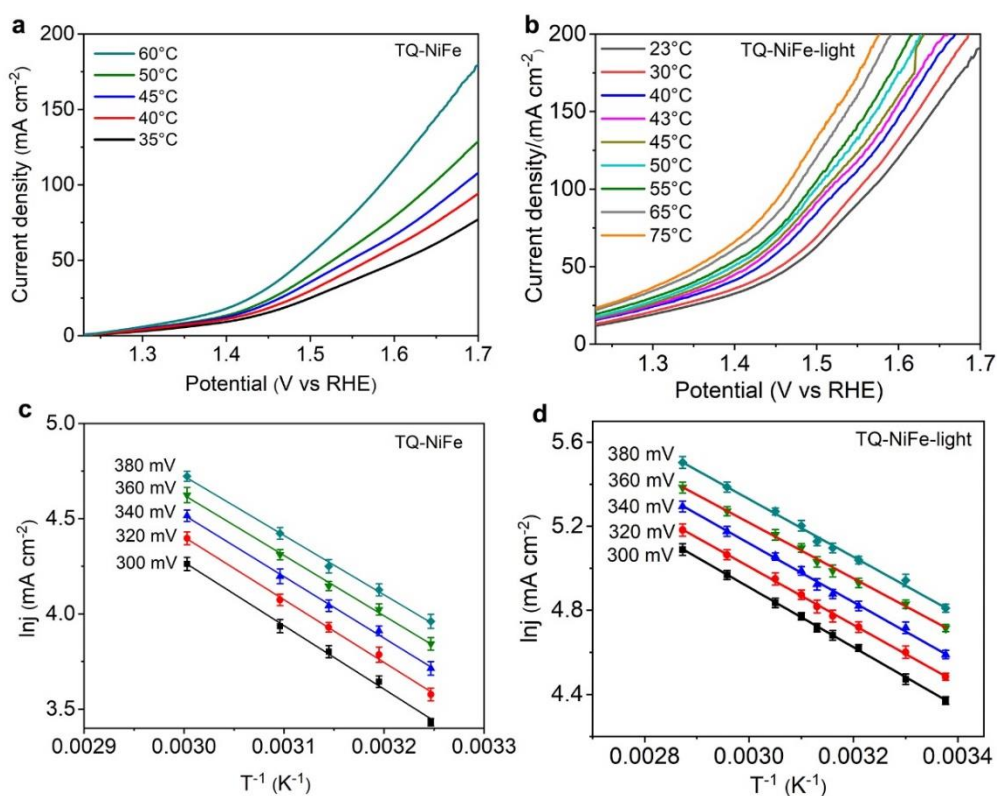 a
TQ-NiFe
60°C
50°C
45°C
40°C
35°C
200
150
100
50
0
1.3
1.4
1.5
1.6
1.7
Current density (mA cm⁻²)
Potential (V vs RHE)
b
TQ-NiFe-light
23°C
30°C
40°C
43°C
45°C
50°C
55°C
65°C
75°C
200
150
100
50
0
1.3
1.4
1.5
1.6
1.7
Current density/(mA cm⁻²)
Potential (V vs RHE)
c
TQ-NiFe
380 mV
360 mV
340 mV
320 mV
300 mV
5.0
4.5
4.0
3.5
0.0029
0.0030
0.0031
0.0032
0.0033
lnj (mA cm⁻²)
T⁻¹ (K⁻¹)
d
TQ-NiFe-light
380 mV
360 mV
340 mV
320 mV
300 mV
5.6
5.2
4.8
4.4
0.0028
0.0030
0.0032
0.0034
lnj (mA cm⁻²)
T⁻¹ (K⁻¹)